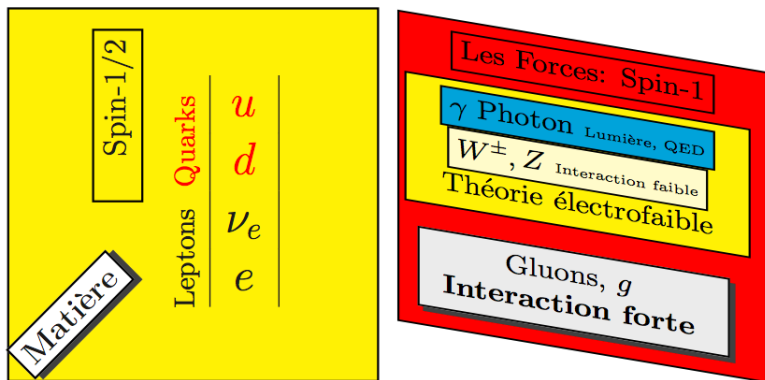 Spin-1/2
Quarks
u
d
Leptons
ν_e
e
Matière
Les Forces: Spin-1
γ Photon Lumière, QED
W±, Z Interaction faible
Théorie électrofaible
Gluons, g
Interaction forte